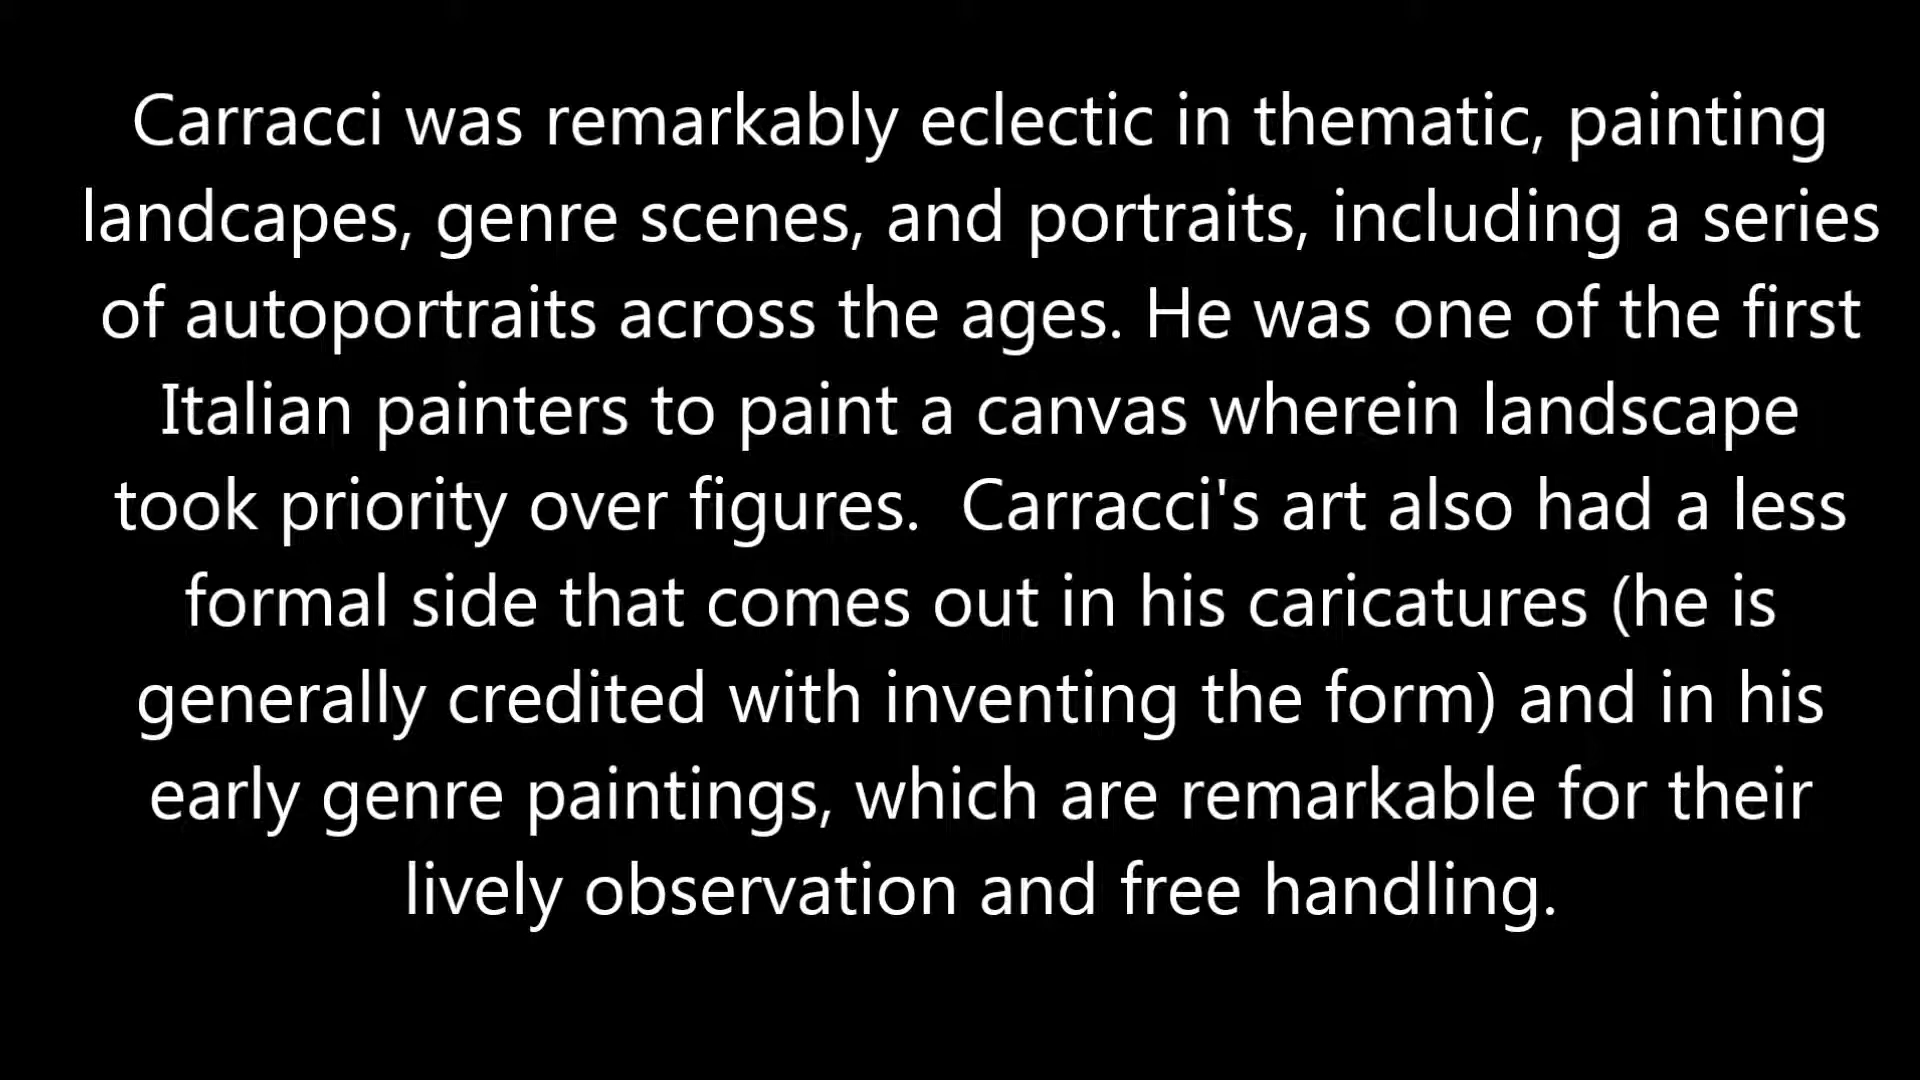 Carracci was remarkably eclectic in thematic, painting
landcapes, genre scenes, and portraits, including a series
of autoportraits across the ages. He was one of the first
Italian painters to paint a canvas wherein landscape
took priority over figures.  Carracci's art also had a less
formal side that comes out in his caricatures (he is
generally credited with inventing the form) and in his
early genre paintings, which are remarkable for their
lively observation and free handling.